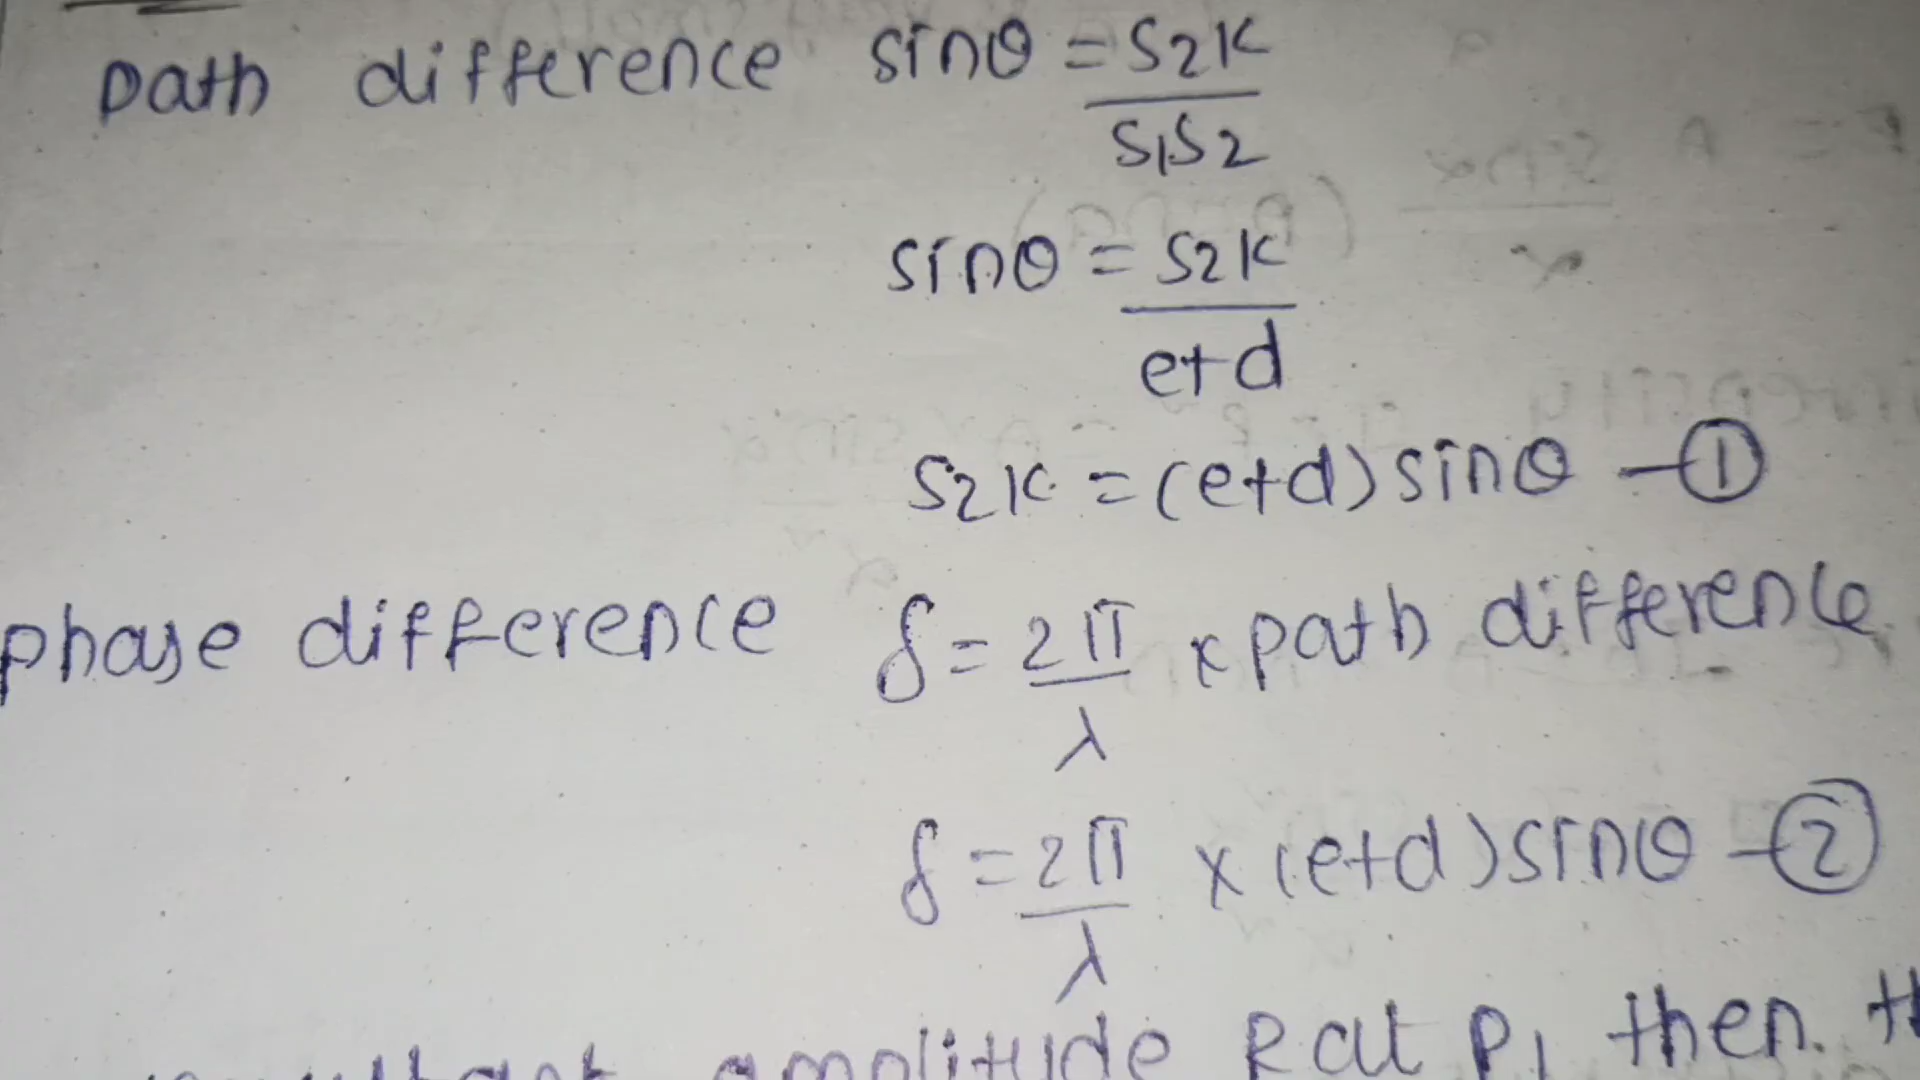 path difference sinθ = S2K / S1S2
sinθ = S2K / e+d
S2K = (e+d) sinθ —①
phase difference δ = 2π / λ × path difference
δ = 2π / λ × (e+d) sinθ —②
amplitude R at P1 then